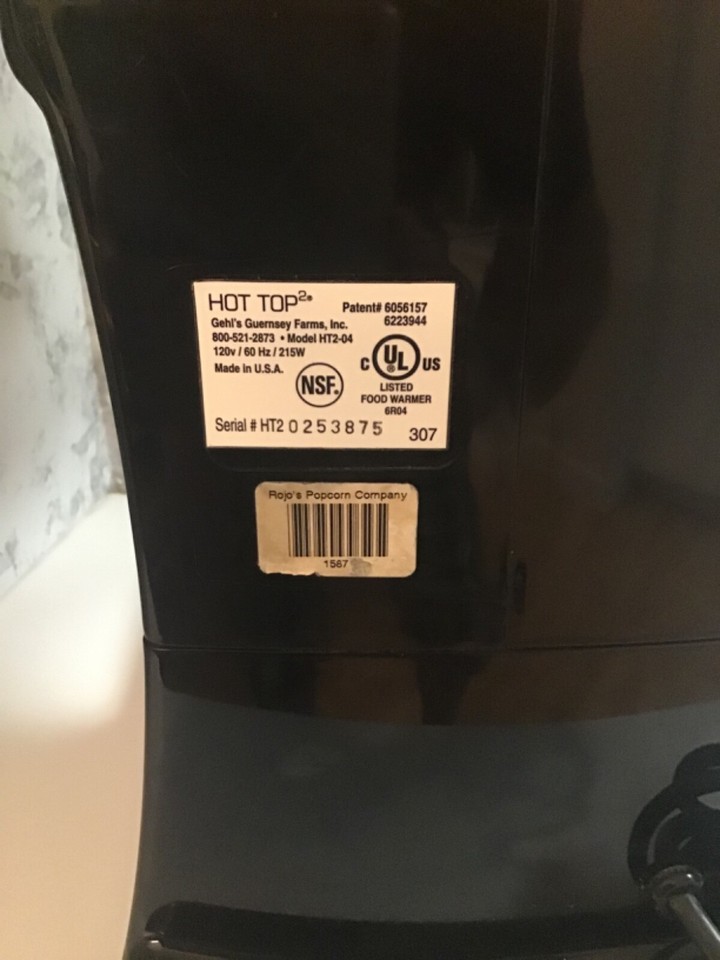 HOT TOP2®
Patent# 6056157
6223944
Gehl's Guernsey Farms, Inc.
800-521-2873 • Model HT2-04
120v / 60 Hz / 215W
Made in U.S.A.
NSF®
C UL® US
LISTED
FOOD WARMER
6R04
Serial # HT2 0253875
307
Rojo's Popcorn Company
1567